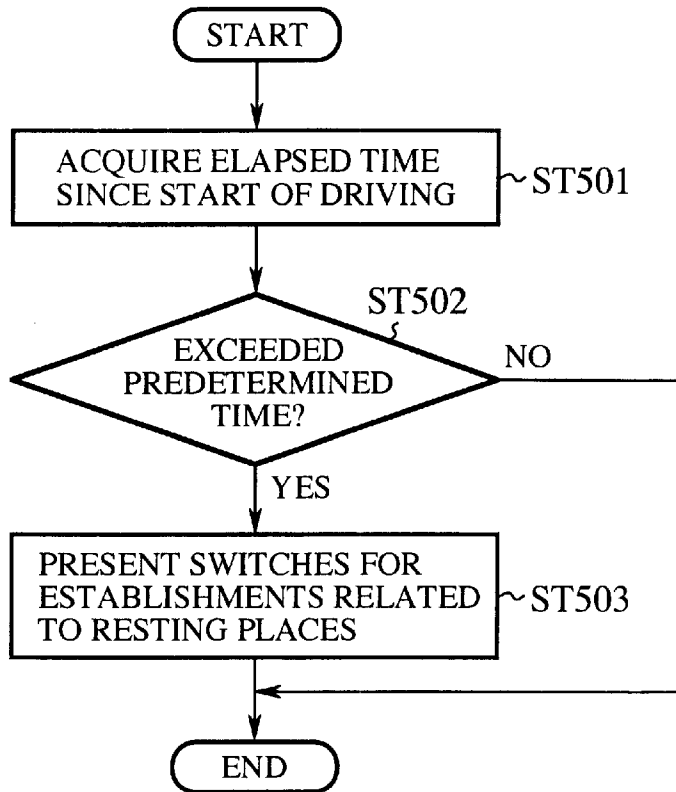 START
ACQUIRE ELAPSED TIME
SINCE START OF DRIVING
ST501
ST502
EXCEEDED
PREDETERMINED
TIME?
NO
YES
PRESENT SWITCHES FOR
ESTABLISHMENTS RELATED
TO RESTING PLACES
ST503
END